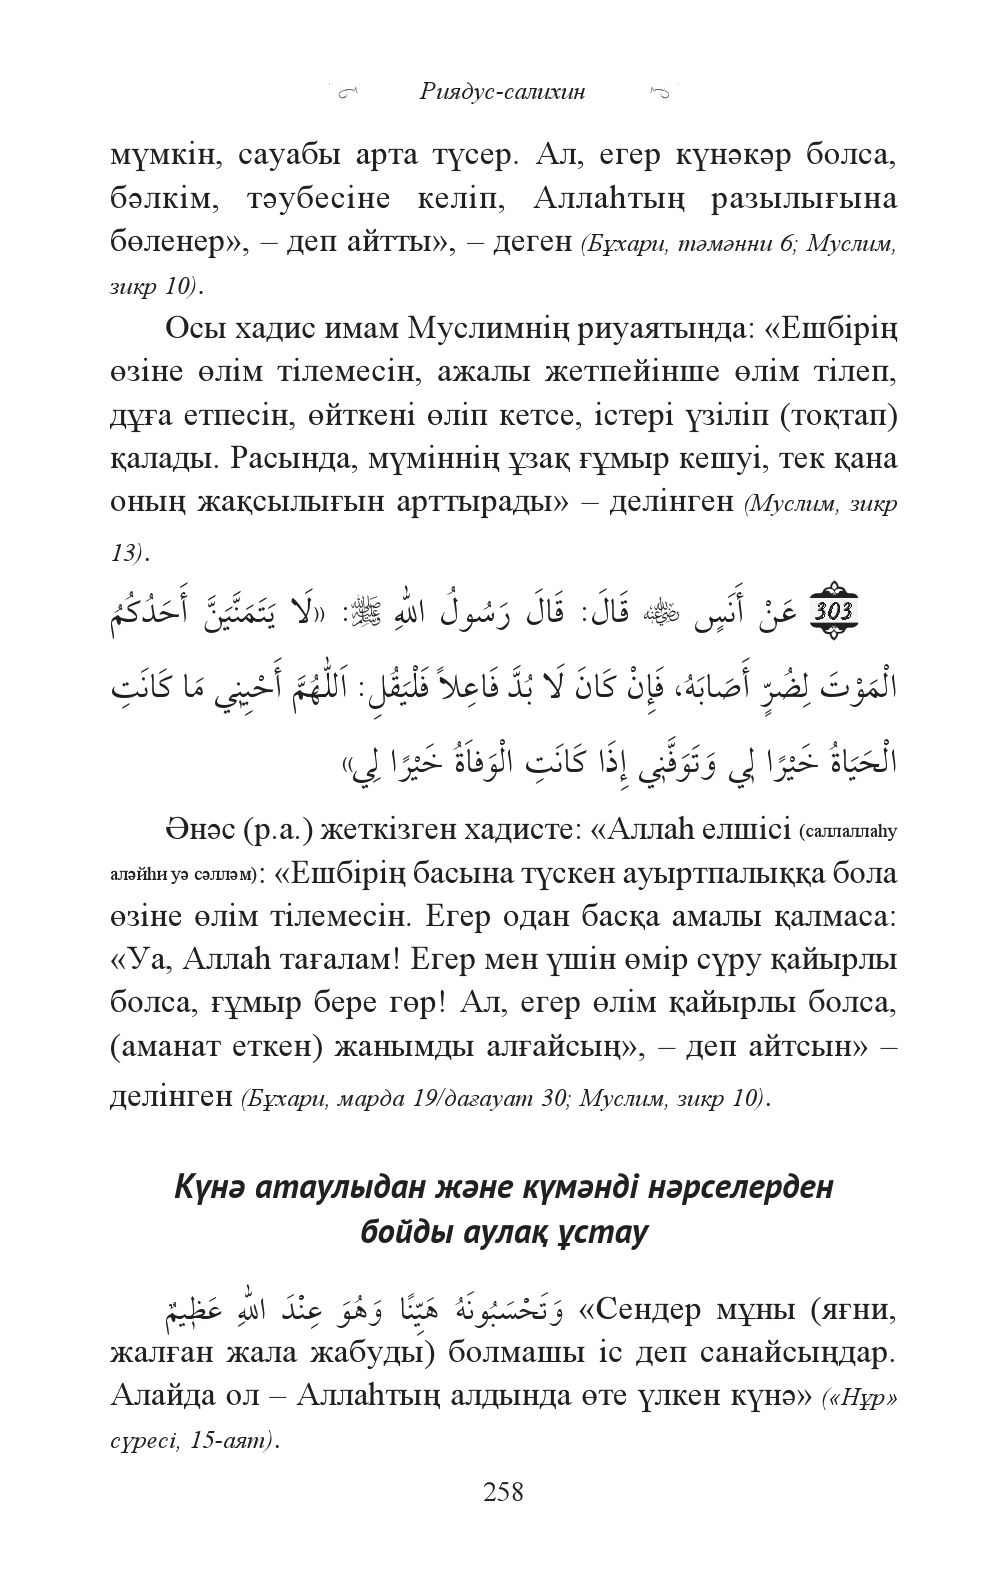 Риядус-салихин
мүмкін, сауабы арта түсер. Ал, егер күнәкәр болса,
бәлкім, тәубесіне келіп, Аллаһтың разылығына
бөленер», – деп айтты», – деген (Бұхари, тәмәнни 6; Муслим,
зикр 10).
Осы хадис имам Муслимнің риуаятында: «Ешбірің
өзіне өлім тілемесін, ажалы жетпейінше өлім тілеп,
дұға етпесін, өйткені өліп кетсе, істері үзіліп (тоқтап)
қалады. Расында, мүміннің ұзақ ғұмыр кешуі, тек қана
оның жақсылығын арттырады» – делінген (Муслим, зикр
13).
303 عَنْ أَنَسٍ رضي الله عنه قَالَ: قَالَ رَسُولُ اللهِ ﷺ: «لَا يَتَمَنَّيَنَّ أَحَدُكُمُ
الْمَوْتَ لِضُرٍّ أَصَابَهُ، فَإِنْ كَانَ لَا بُدَّ فَاعِلاً فَلْيَقُلِ: اَللّٰهُمَّ أَحْيِنِي مَا كَانَتِ
الْحَيَاةُ خَيْرًا لِي وَتَوَفَّنِي إِذَا كَانَتِ الْوَفاَةُ خَيْرًا لِي»
Әнәс (р.а.) жеткізген хадисте: «Аллаһ елшісі (саллаллаһу
аләйһи уә сәлләм): «Ешбірің басына түскен ауыртпалыққа бола
өзіне өлім тілемесін. Егер одан басқа амалы қалмаса:
«Уа, Аллаһ тағалам! Егер мен үшін өмір сүру қайырлы
болса, ғұмыр бере гөр! Ал, егер өлім қайырлы болса,
(аманат еткен) жанымды алғайсың», – деп айтсын» –
делінген (Бұхари, марда 19/дағауат 30; Муслим, зикр 10).
Күнә атаулыдан және күмәнді нәрселерден
бойды аулақ ұстау
وَتَحْسَبُونَهُ هَيِّنًا وَهُوَ عِنْدَ اللهِ عَظِيمٌ «Сендер мұны (яғни,
жалған жала жабуды) болмашы іс деп санайсыңдар.
Алайда ол – Аллаһтың алдында өте үлкен күнә» («Нұр»
сүресі, 15-аят).
258